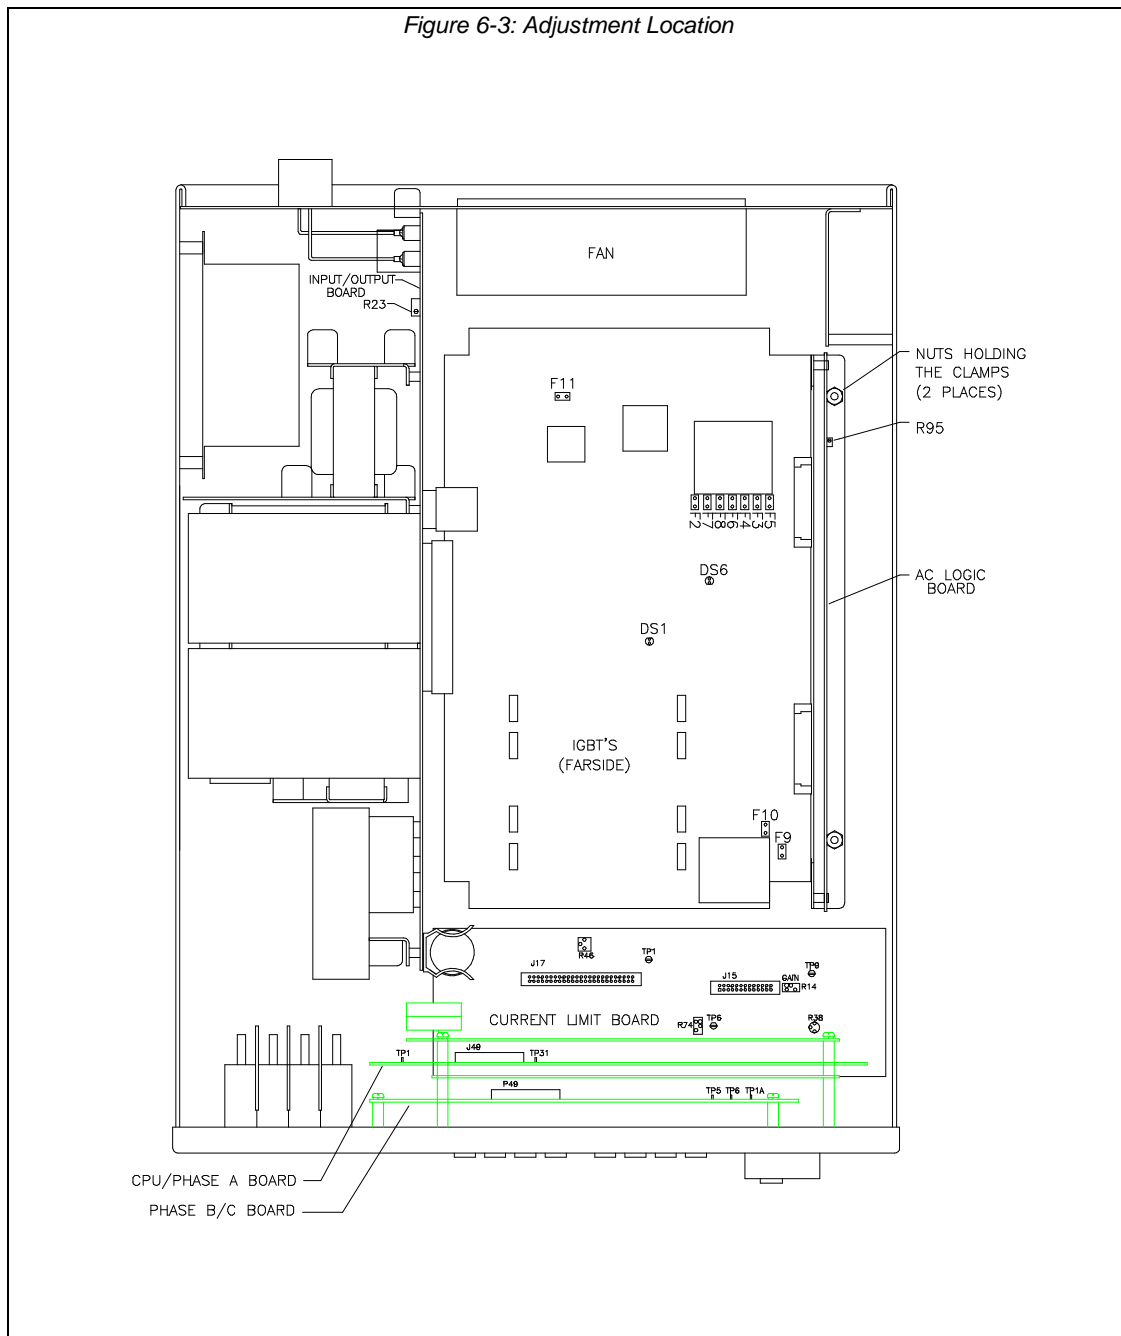 Figure 6-3: Adjustment Location
FAN
INPUT/OUTPUT
BOARD
R23
NUTS HOLDING
THE CLAMPS
(2 PLACES)
F11
R95
F2
F7
F8
F6
F4
F3
F5
DS6
AC LOGIC
BOARD
DS1
IGBT'S
(FARSIDE)
F10
F9
R46
TP1
J17
TP9
J15
GAIN
R14
CURRENT LIMIT BOARD
R74
TP6
R38
TP1
J49
TP31
P49
TP5
TP6
TP1A
CPU/PHASE A BOARD
PHASE B/C BOARD